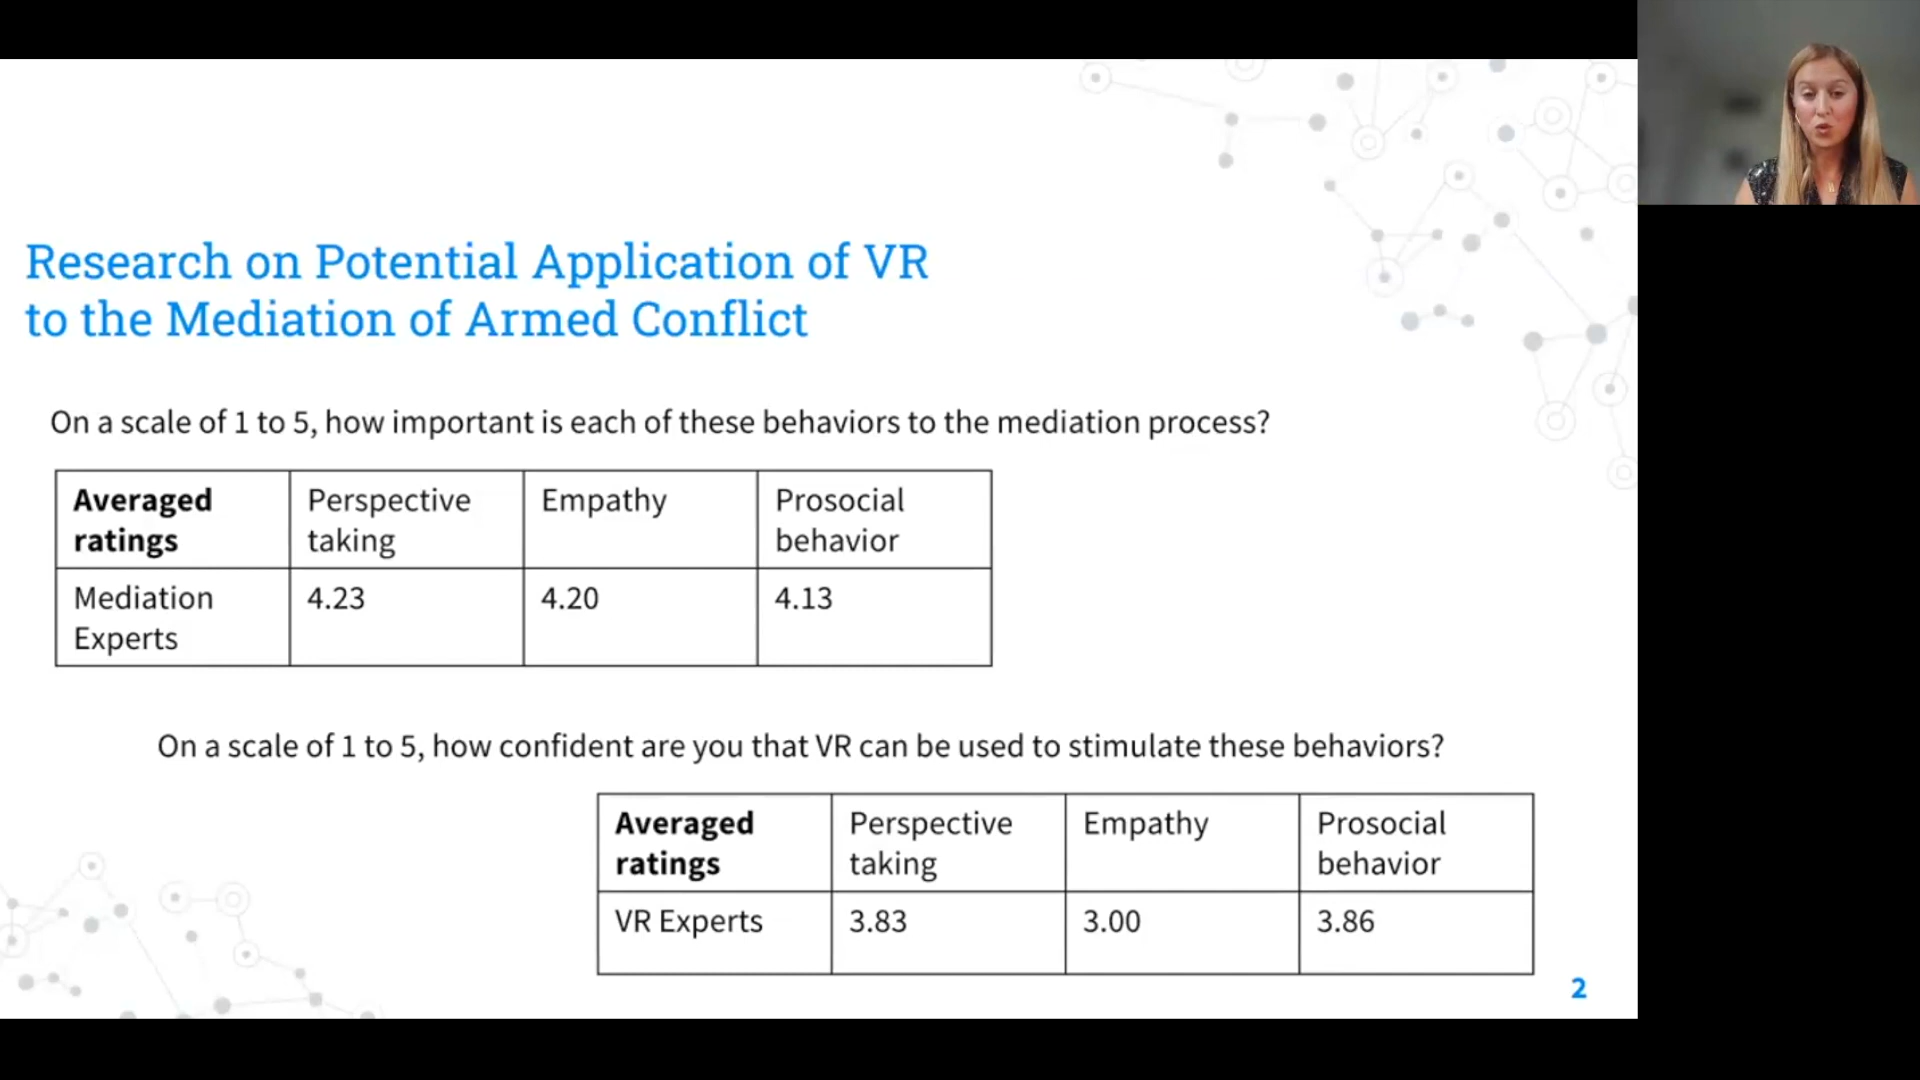 Research on Potential Application of VR
to the Mediation of Armed Conflict
On a scale of 1 to 5, how important is each of these behaviors to the mediation process?
Averaged ratings Perspective taking Empathy Prosocial behavior
Mediation Experts 4.23 4.20 4.13
On a scale of 1 to 5, how confident are you that VR can be used to stimulate these behaviors?
Averaged ratings Perspective taking Empathy Prosocial behavior
VR Experts 3.83 3.00 3.86
2